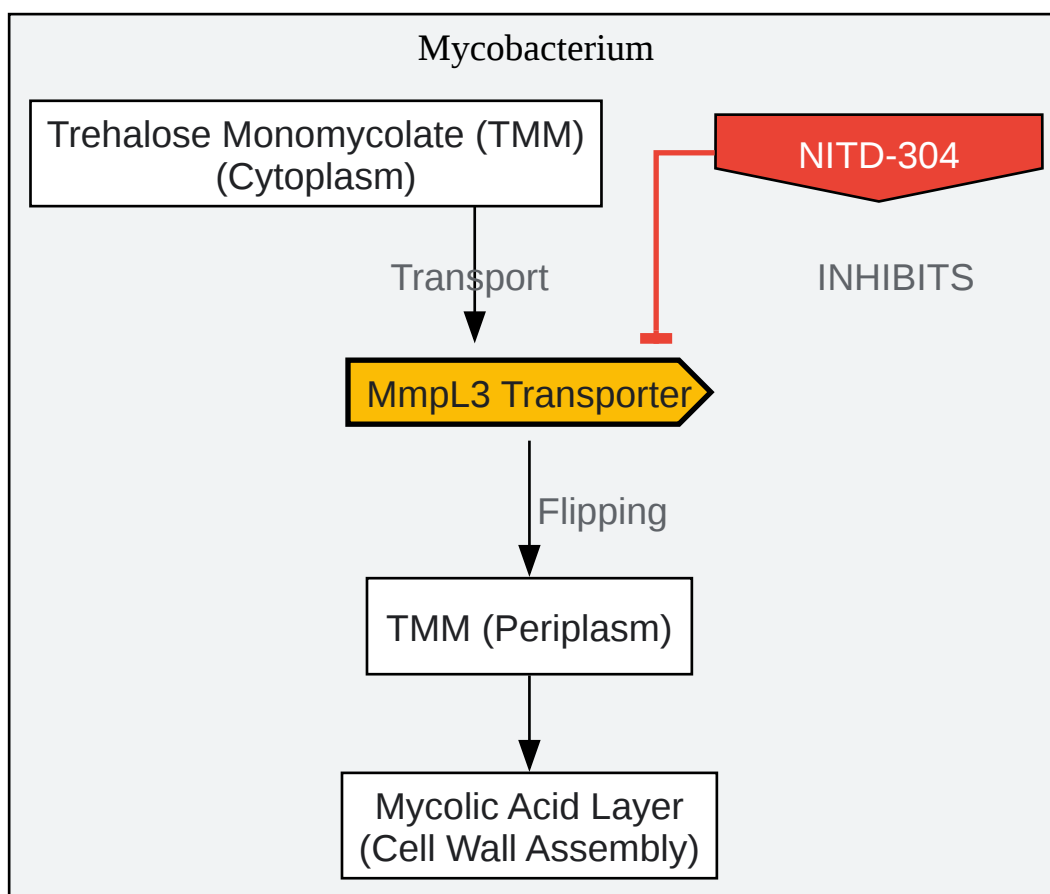 Mycobacterium
Trehalose Monomycolate (TMM)
(Cytoplasm)
NITD-304
Transport
INHIBITS
MmpL3 Transporter
Flipping
TMM (Periplasm)
Mycolic Acid Layer
(Cell Wall Assembly)